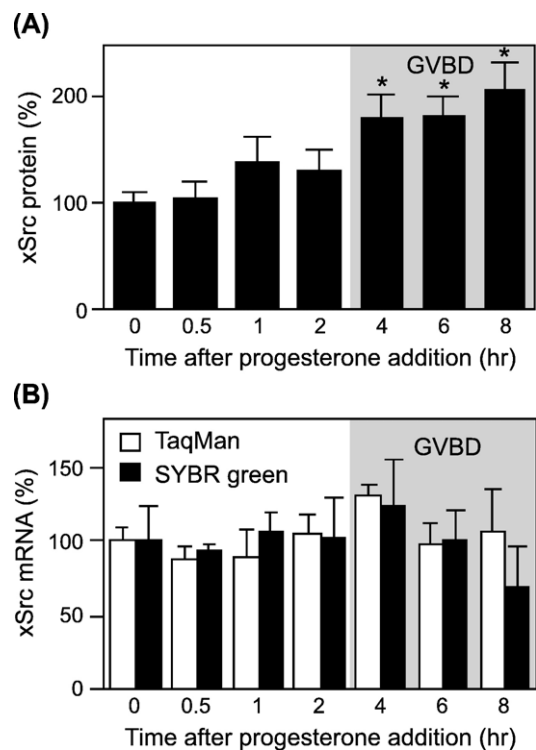 (A)
GVBD
* * *
200
100
0
xSrc protein (%)
0 0.5 1 2 4 6 8
Time after progesterone addition (hr)
(B)
TaqMan
SYBR green
GVBD
150
100
50
0
xSrc mRNA (%)
0 0.5 1 2 4 6 8
Time after progesterone addition (hr)